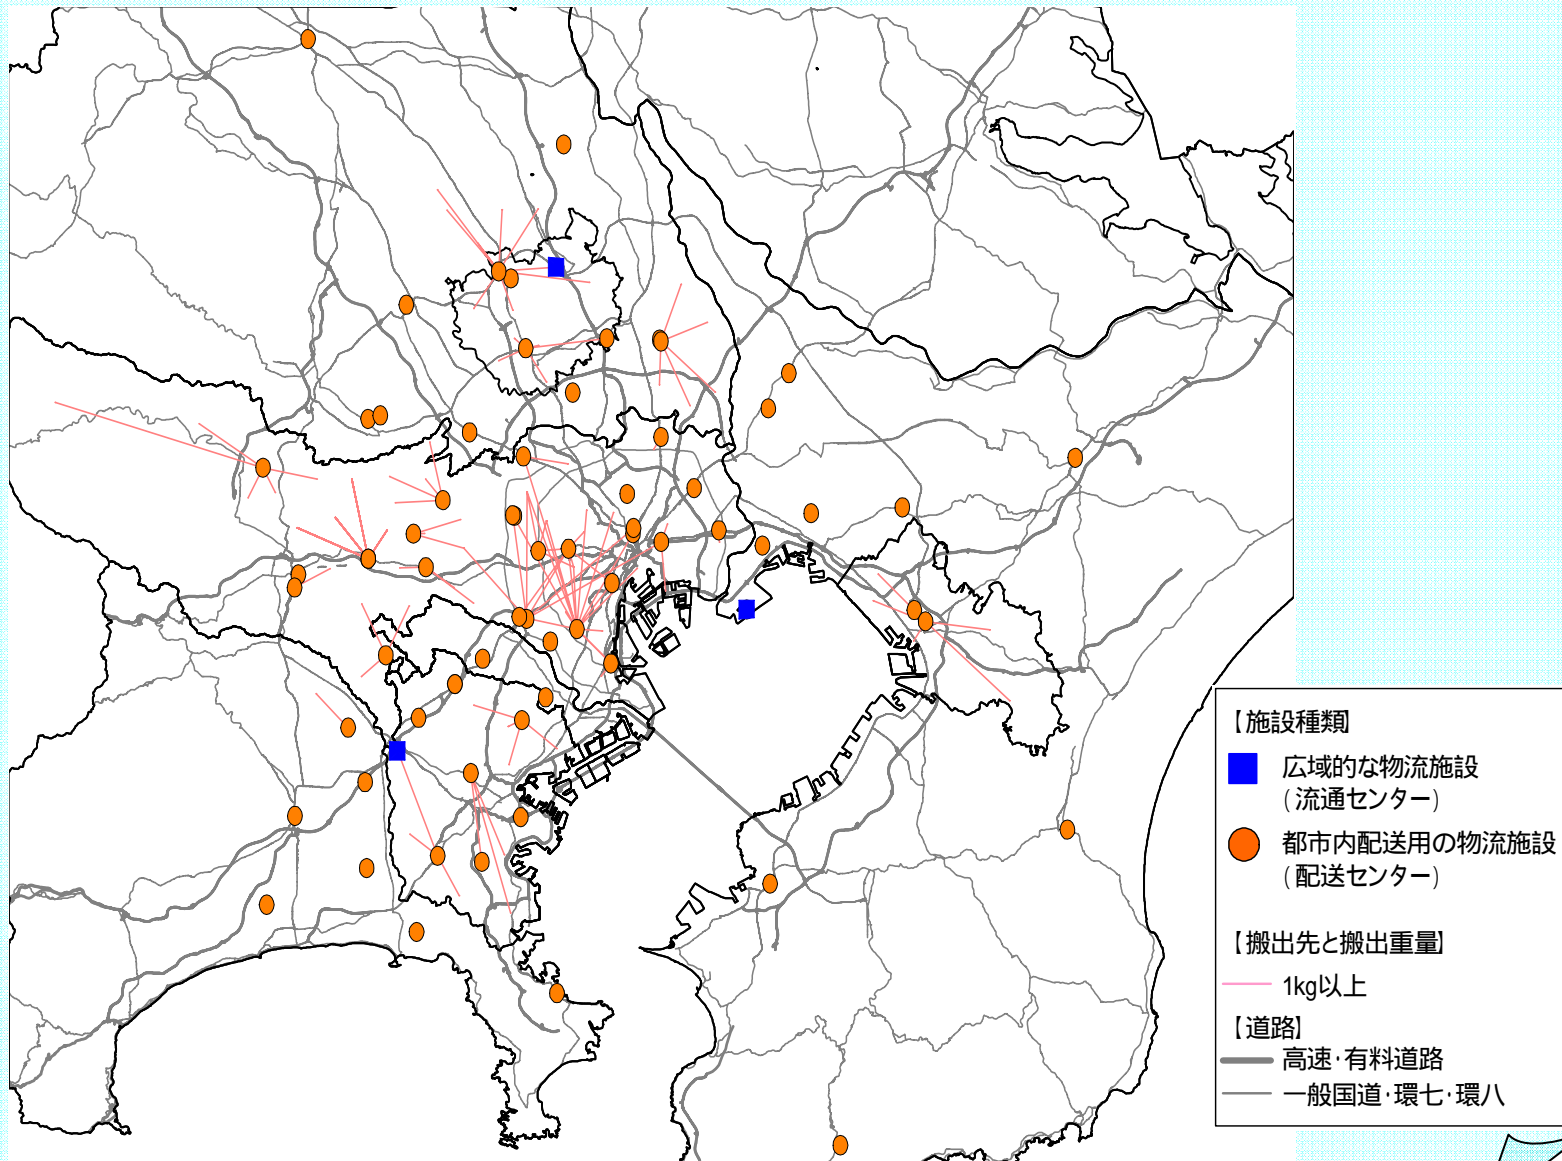 【施設種類】
広域的な物流施設
(流通センター)
都市内配送用の物流施設
(配送センター)
【搬出先と搬出重量】
1kg以上
【道路】
高速・有料道路
一般国道・環七・環八